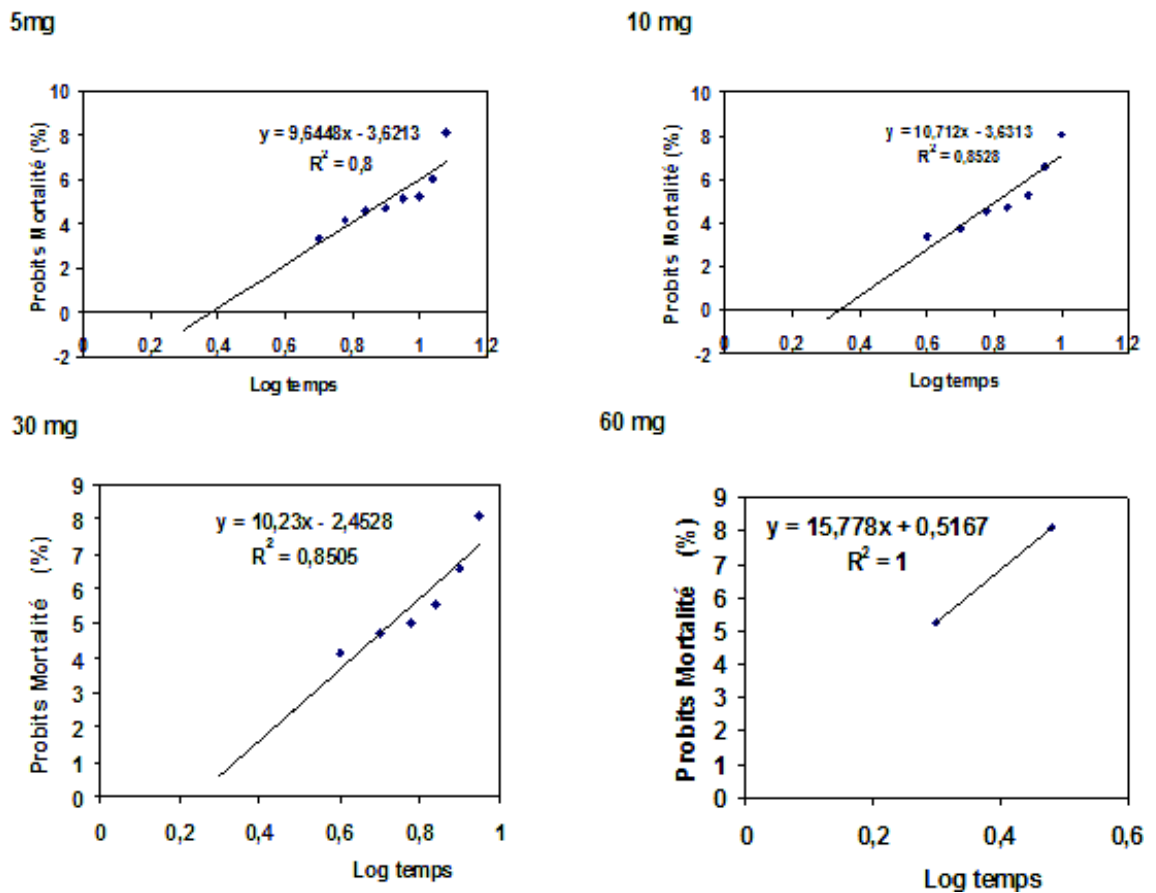 5mg
10
8
6
4
2
0
-2
Probits Mortalité (%)
y = 9,6448x - 3,6213
R² = 0,8
0 0,2 0,4 0,6 0,8 1 1,2
Log temps
10 mg
10
8
6
4
2
0
-2
Probits Mortalité (%)
y = 10,712x - 3,6313
R² = 0,8528
0 0,2 0,4 0,6 0,8 1 1,2
Log temps
30 mg
9
8
7
6
5
4
3
2
1
0
Probits Mortalité (%)
y = 10,23x - 2,4528
R² = 0,8505
0 0,2 0,4 0,6 0,8 1
Log temps
60 mg
9
8
7
6
5
4
3
2
1
0
Probits Mortalité (%)
y = 15,778x + 0,5167
R² = 1
0 0,2 0,4 0,6
Log temps